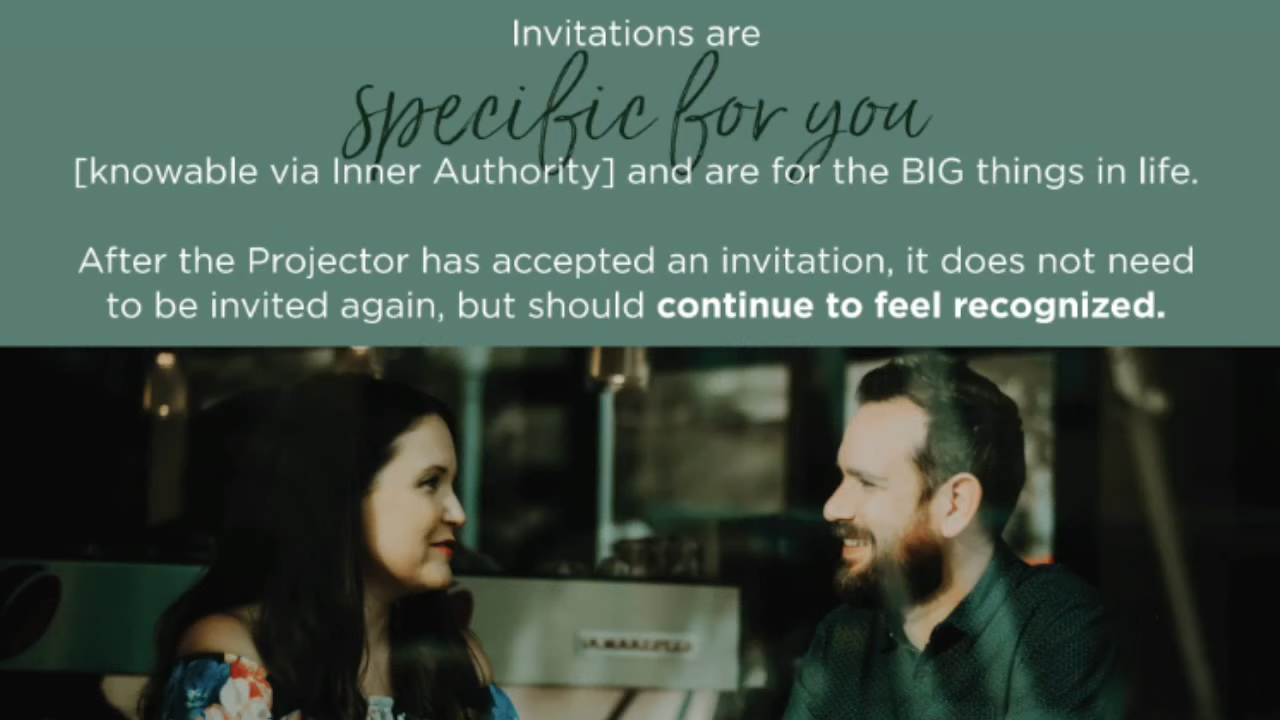 Invitations are
specific for you
[knowable via Inner Authority] and are for the BIG things in life.
After the Projector has accepted an invitation, it does not need
to be invited again, but should continue to feel recognized.